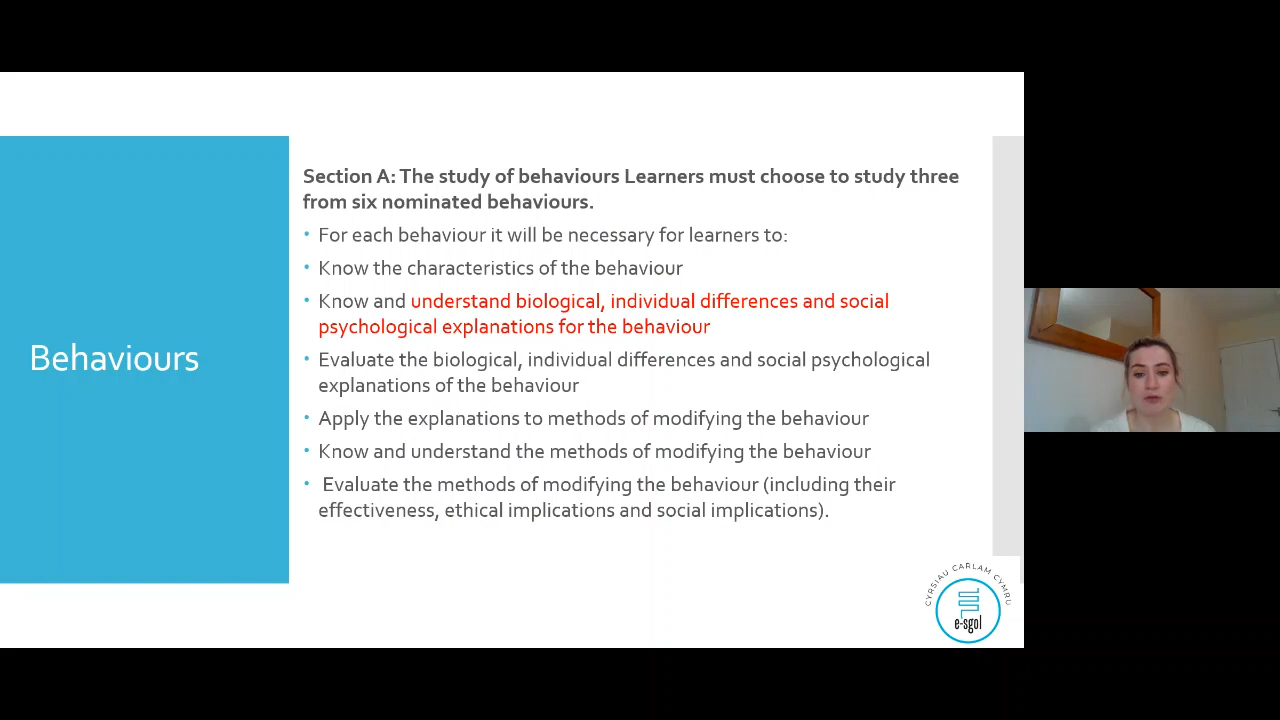 Behaviours
Section A: The study of behaviours Learners must choose to study three
from six nominated behaviours.
• For each behaviour it will be necessary for learners to:
• Know the characteristics of the behaviour
• Know and understand biological, individual differences and social
psychological explanations for the behaviour
• Evaluate the biological, individual differences and social psychological
explanations of the behaviour
• Apply the explanations to methods of modifying the behaviour
• Know and understand the methods of modifying the behaviour
• Evaluate the methods of modifying the behaviour (including their
effectiveness, ethical implications and social implications).
CYRSIAU CARLAM CYMRU
e-sgol